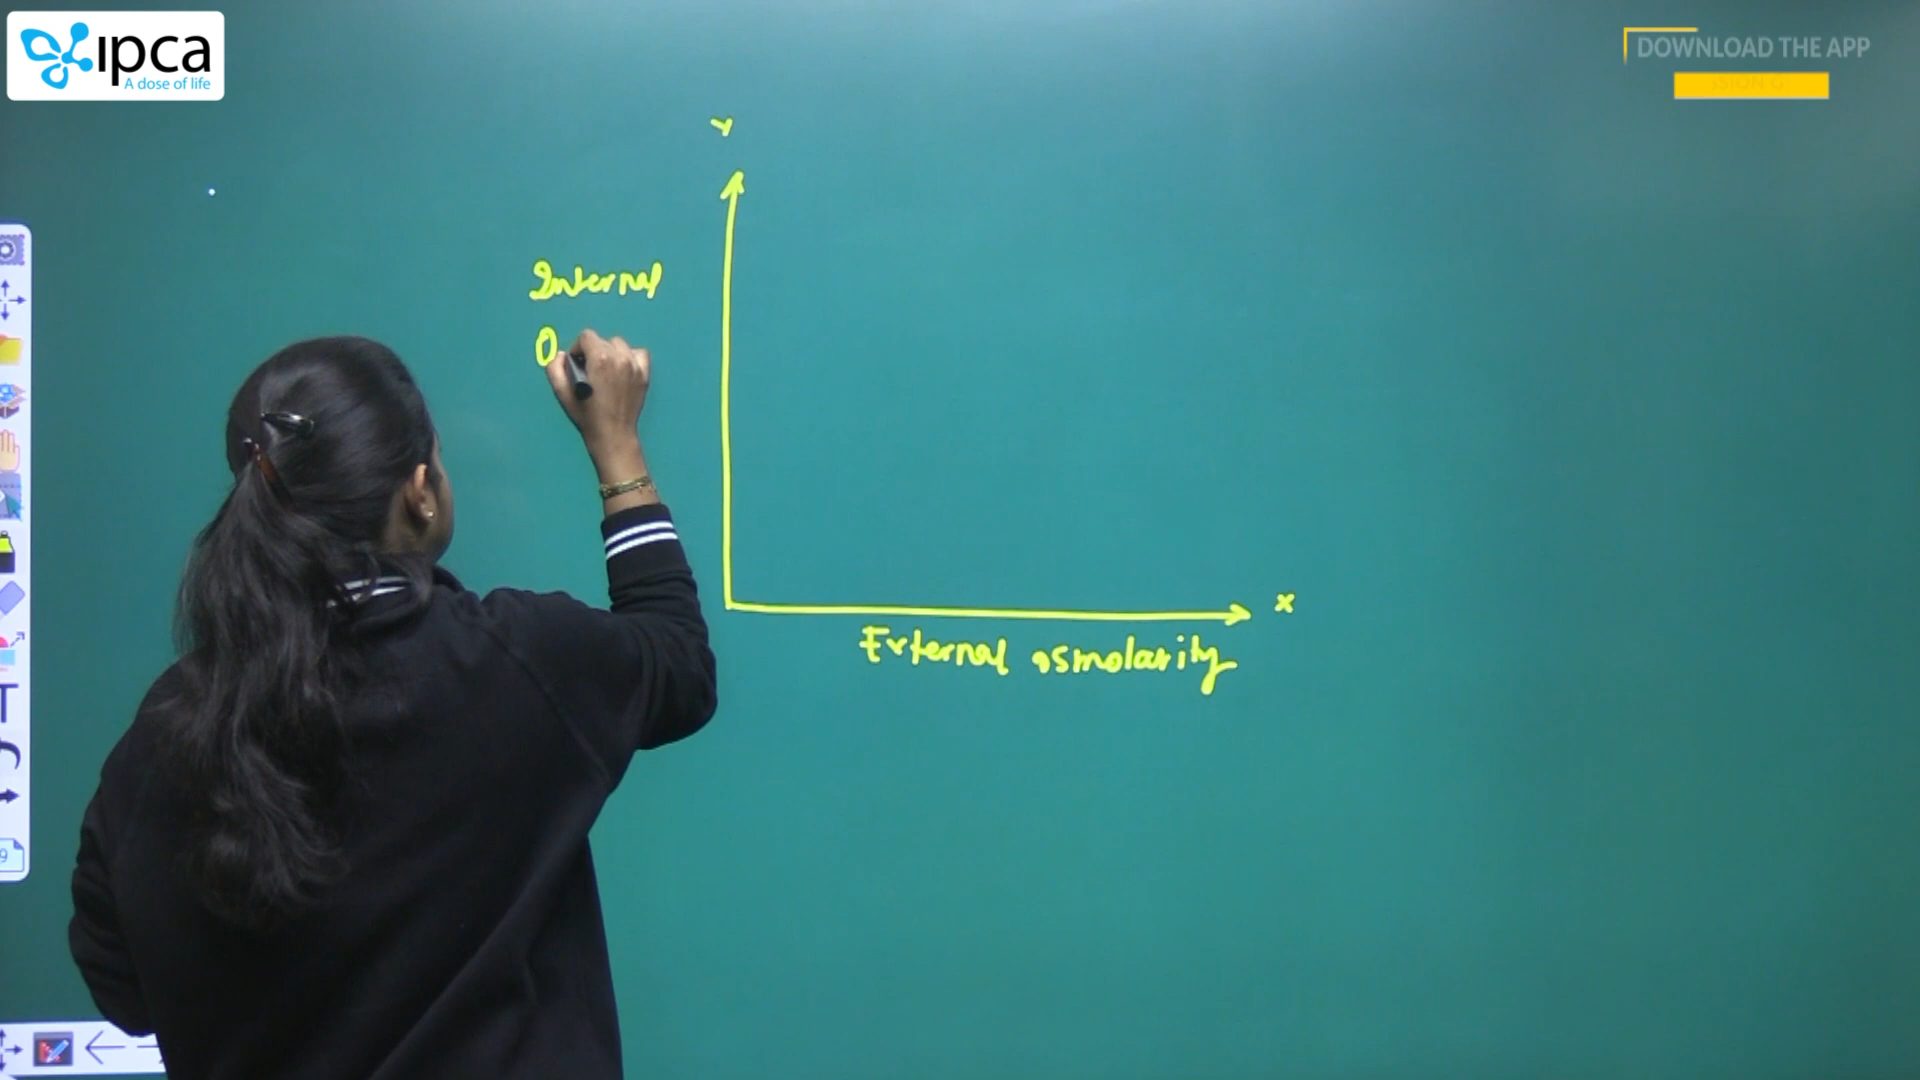 ipca
A dose of life
DOWNLOAD THE APP
Y
Internal
O
X
External osmolarity